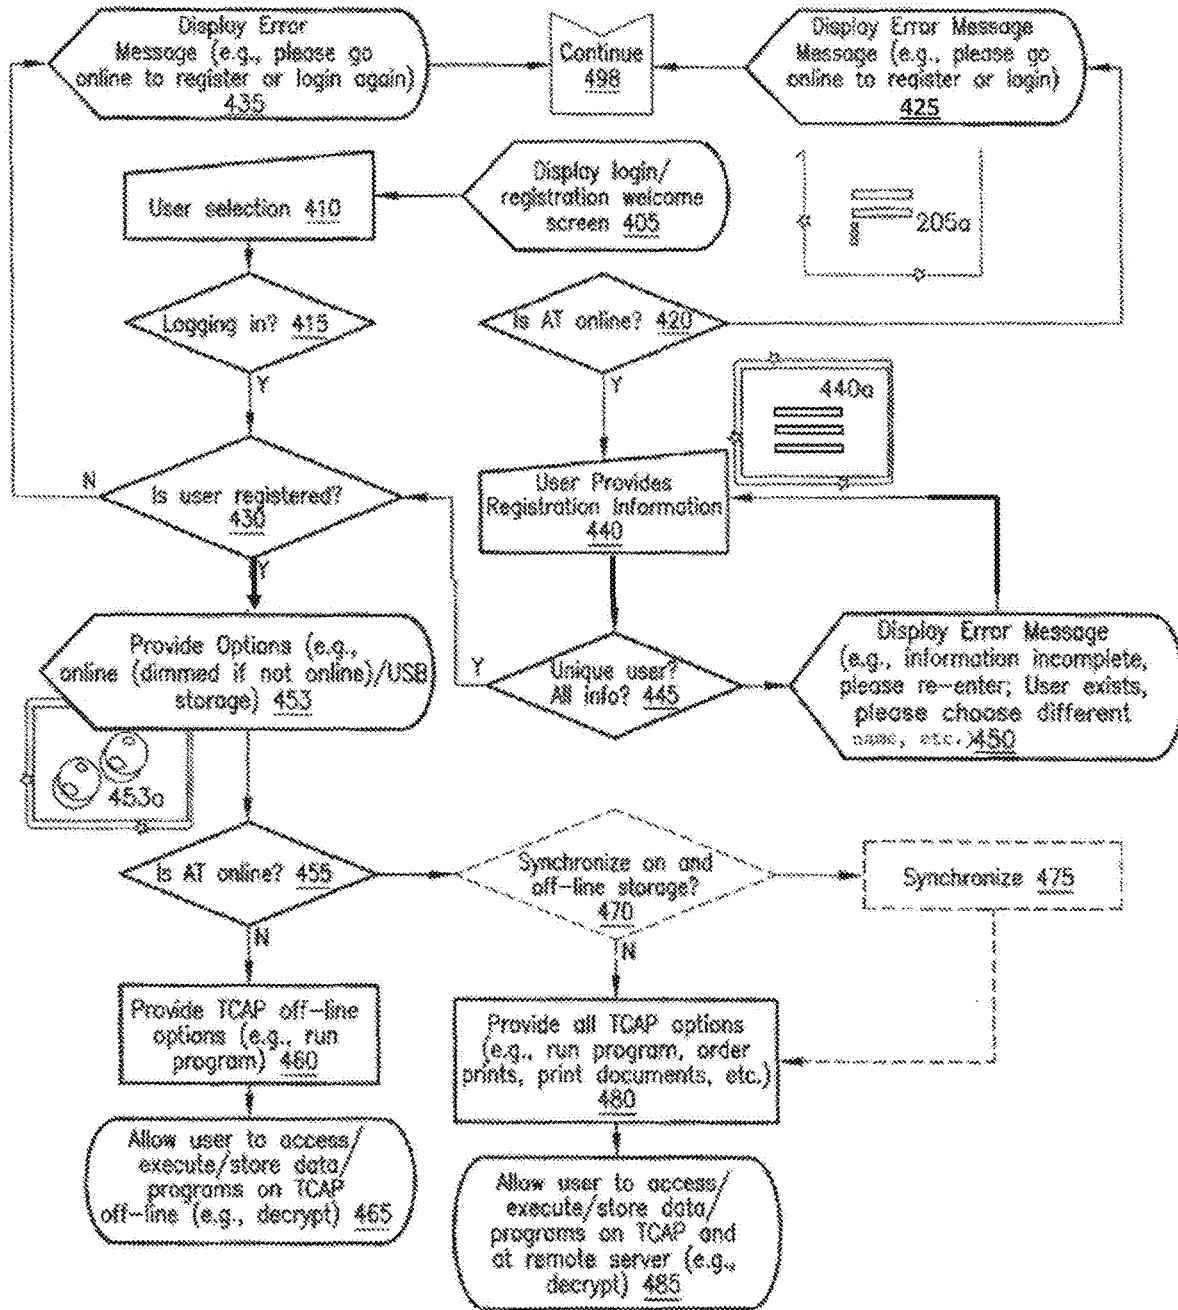 Display Error
Message (e.g., please go
online to register or login again)
435
Continue
498
Display Error Message
Message (e.g., please go
online to register or login)
425
User selection 410
Display login/
registration welcome
screen 405
205a
Logging in? 415
Is AT online? 420
Y
Y
440a
N
Is user registered?
430
Y
User Provides
Registration Information
440
Provide Options (e.g.,
online (dimmed if not online)/USB
storage) 453
Y
Unique user?
All info? 445
Display Error Message
(e.g., information incomplete,
please re-enter; User exists,
please choose different
name, etc.) 450
453a
Is AT online? 455
N
Synchronize on and
off-line storage?
470
N
Synchronize 475
Provide TCAP off-line
options (e.g., run
program) 460
Provide all TCAP options
(e.g., run program, order
prints, print documents, etc.)
480
Allow user to access/
execute/store data/
programs on TCAP
off-line (e.g., decrypt) 465
Allow user to access/
execute/store data/
programs on TCAP and
at remote server (e.g.,
decrypt) 485